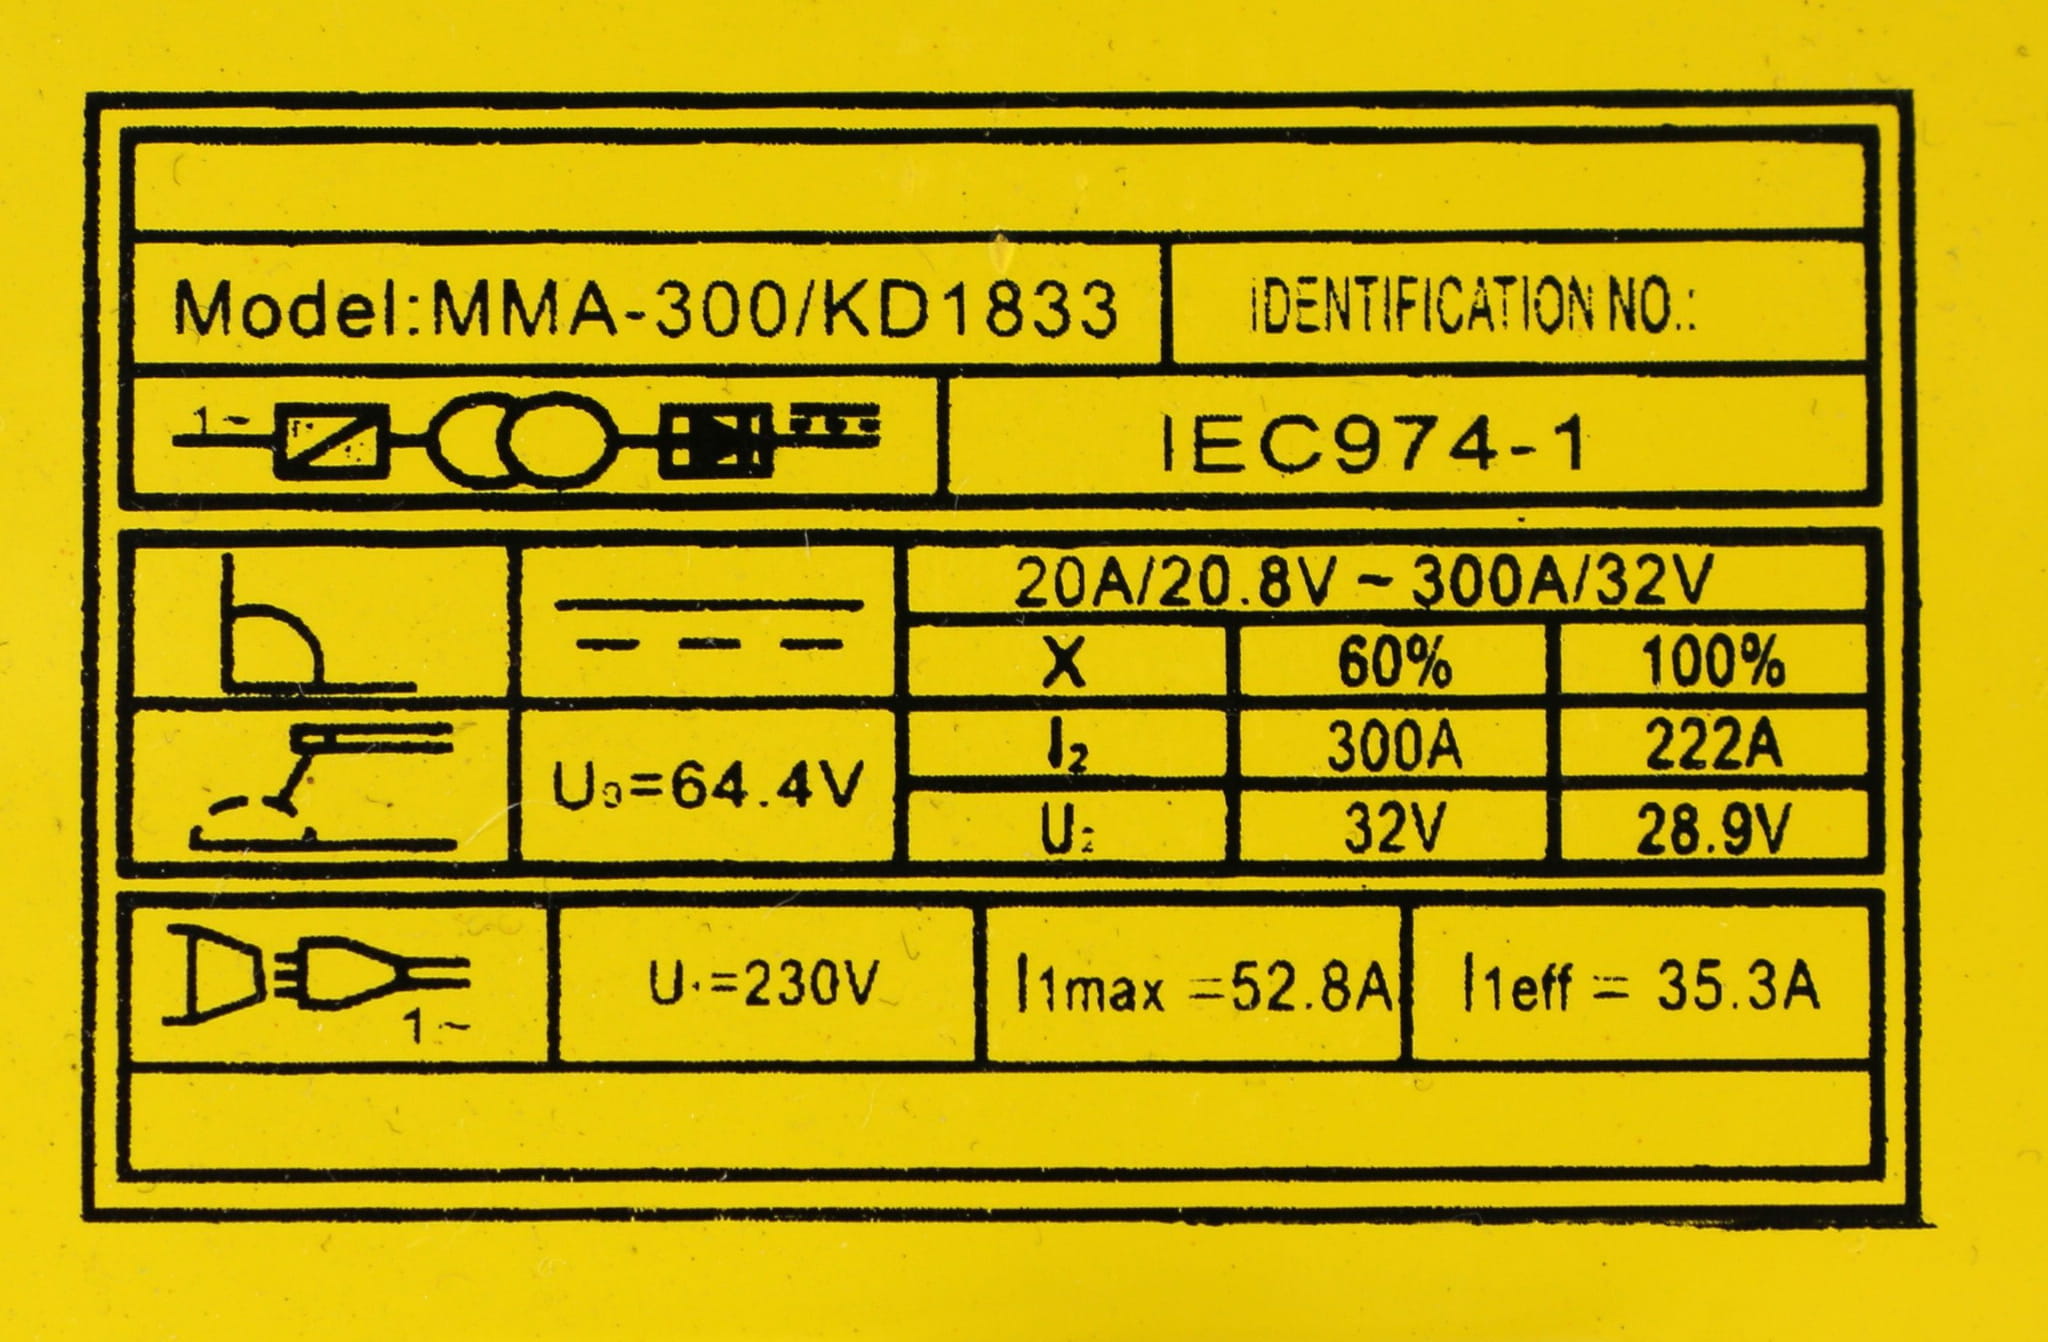 Model:MMA-300/KD1833
IDENTIFICATION NO.:
1~
IEC974-1
20A/20.8V ~ 300A/32V
X 60% 100%
I₂ 300A 222A
U₀=64.4V
U₂ 32V 28.9V
U₁=230V
I1max =52.8A
I1eff = 35.3A
1~